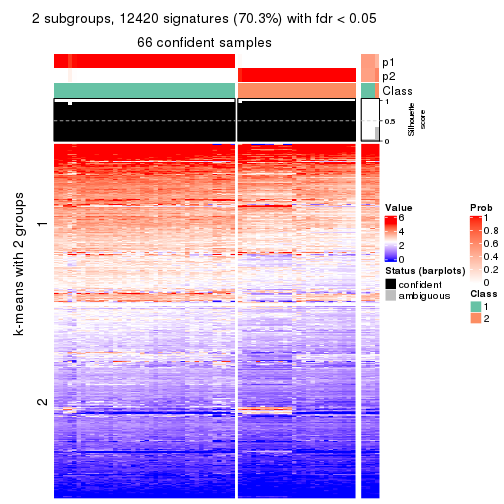 2 subgroups, 12420 signatures (70.3%) with fdr < 0.05
66 confident samples
p1
p2
Class
1
0.5
0
Silhouette
score
k-means with 2 groups
1
2
Value
6
4
2
0
Status (barplots)
confident
ambiguous
Prob
1
0.8
0.6
0.4
0.2
0
Class
1
2